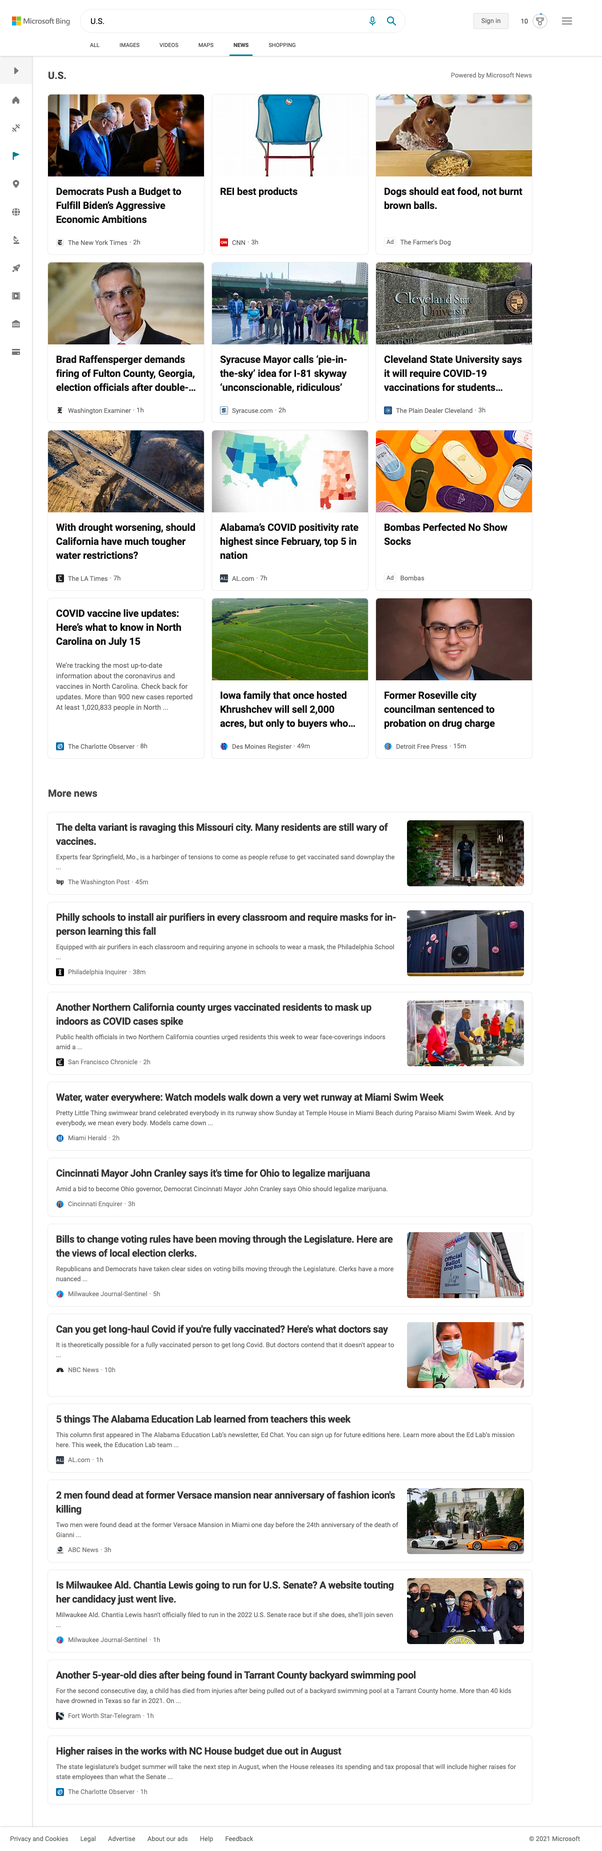 Microsoft Bing
U.S.
Sign in
10
ALL IMAGES VIDEOS MAPS NEWS SHOPPING
U.S.
Powered by Microsoft News
Democrats Push a Budget to
Fulfill Biden's Aggressive
Economic Ambitions
The New York Times · 2h
REI best products
CNN · 3h
Dogs should eat food, not burnt
brown balls.
Ad The Farmer's Dog
Brad Raffensperger demands
firing of Fulton County, Georgia,
election officials after double-...
Washington Examiner · 1h
Syracuse Mayor calls 'pie-in-
the-sky' idea for I-81 skyway
'unconscionable, ridiculous'
Syracuse.com · 2h
Cleveland State
University
Cleveland State University says
it will require COVID-19
vaccinations for students...
The Plain Dealer Cleveland · 3h
With drought worsening, should
California have much tougher
water restrictions?
The LA Times · 7h
Alabama's COVID positivity rate
highest since February, top 5 in
nation
AL.com · 7h
Bombas Perfected No Show
Socks
Ad Bombas
COVID vaccine live updates:
Here's what to know in North
Carolina on July 15
We're tracking the most up-to-date
information about the coronavirus and
vaccines in North Carolina. Check back for
updates. More than 900 new cases reported
At least 1,020,833 people in North ...
The Charlotte Observer · 8h
Iowa family that once hosted
Khrushchev will sell 2,000
acres, but only to buyers who...
Des Moines Register · 49m
Former Roseville city
councilman sentenced to
probation on drug charge
Detroit Free Press · 15m
More news
The delta variant is ravaging this Missouri city. Many residents are still wary of
vaccines.
Experts fear Springfield, Mo., is a harbinger of tensions to come as people refuse to get vaccinated sand downplay the
...
The Washington Post · 45m
Philly schools to install air purifiers in every classroom and require masks for in-
person learning this fall
Equipped with air purifiers in each classroom and requiring anyone in schools to wear a mask, the Philadelphia School
...
Philadelphia Inquirer · 38m
Another Northern California county urges vaccinated residents to mask up
indoors as COVID cases spike
Public health officials in two Northern California counties urged residents this week to wear face-coverings indoors
amid a ...
San Francisco Chronicle · 2h
Water, water everywhere: Watch models walk down a very wet runway at Miami Swim Week
Pretty Little Thing swimwear brand celebrated everybody in its runway show Sunday at Temple House in Miami Beach during Paraiso Miami Swim Week. And by
everybody, we mean every body. Models came down ...
Miami Herald · 2h
Cincinnati Mayor John Cranley says it's time for Ohio to legalize marijuana
Amid a bid to become Ohio governor, Democrat Cincinnati Mayor John Cranley says Ohio should legalize marijuana.
Cincinnati Enquirer · 3h
Bills to change voting rules have been moving through the Legislature. Here are
the views of local election clerks.
Republicans and Democrats have taken clear sides on voting bills moving through the Legislature. Clerks have a more
nuanced ...
Milwaukee Journal-Sentinel · 5h
Official
Ballot
Drop Box
Can you get long-haul Covid if you're fully vaccinated? Here's what doctors say
It is theoretically possible for a fully vaccinated person to get long Covid. But doctors contend that it doesn't appear to
...
NBC News · 10h
5 things The Alabama Education Lab learned from teachers this week
This column first appeared in The Alabama Education Lab's newsletter, Ed Chat. You can sign up for future editions here. Learn more about the Ed Lab's mission
here. This week, the Education Lab team ...
AL.com · 1h
2 men found dead at former Versace mansion near anniversary of fashion icon's
killing
Two men were found dead at the former Versace Mansion in Miami one day before the 24th anniversary of the death of
Gianni ...
ABC News · 3h
Is Milwaukee Ald. Chantia Lewis going to run for U.S. Senate? A website touting
her candidacy just went live.
Milwaukee Ald. Chantia Lewis hasn't officially filed to run in the 2022 U.S. Senate race but if she does, she'll join seven
...
Milwaukee Journal-Sentinel · 1h
Another 5-year-old dies after being found in Tarrant County backyard swimming pool
For the second consecutive day, a child has died from injuries after being pulled out of a backyard swimming pool at a Tarrant County home. More than 40 kids
have drowned in Texas so far in 2021. On ...
Fort Worth Star-Telegram · 1h
Higher raises in the works with NC House budget due out in August
The state legislature's budget summer will take the next step in August, when the House releases its spending and tax proposal that will include higher raises for
state employees than what the Senate ...
The Charlotte Observer · 1h
Privacy and Cookies Legal Advertise About our ads Help Feedback
© 2021 Microsoft